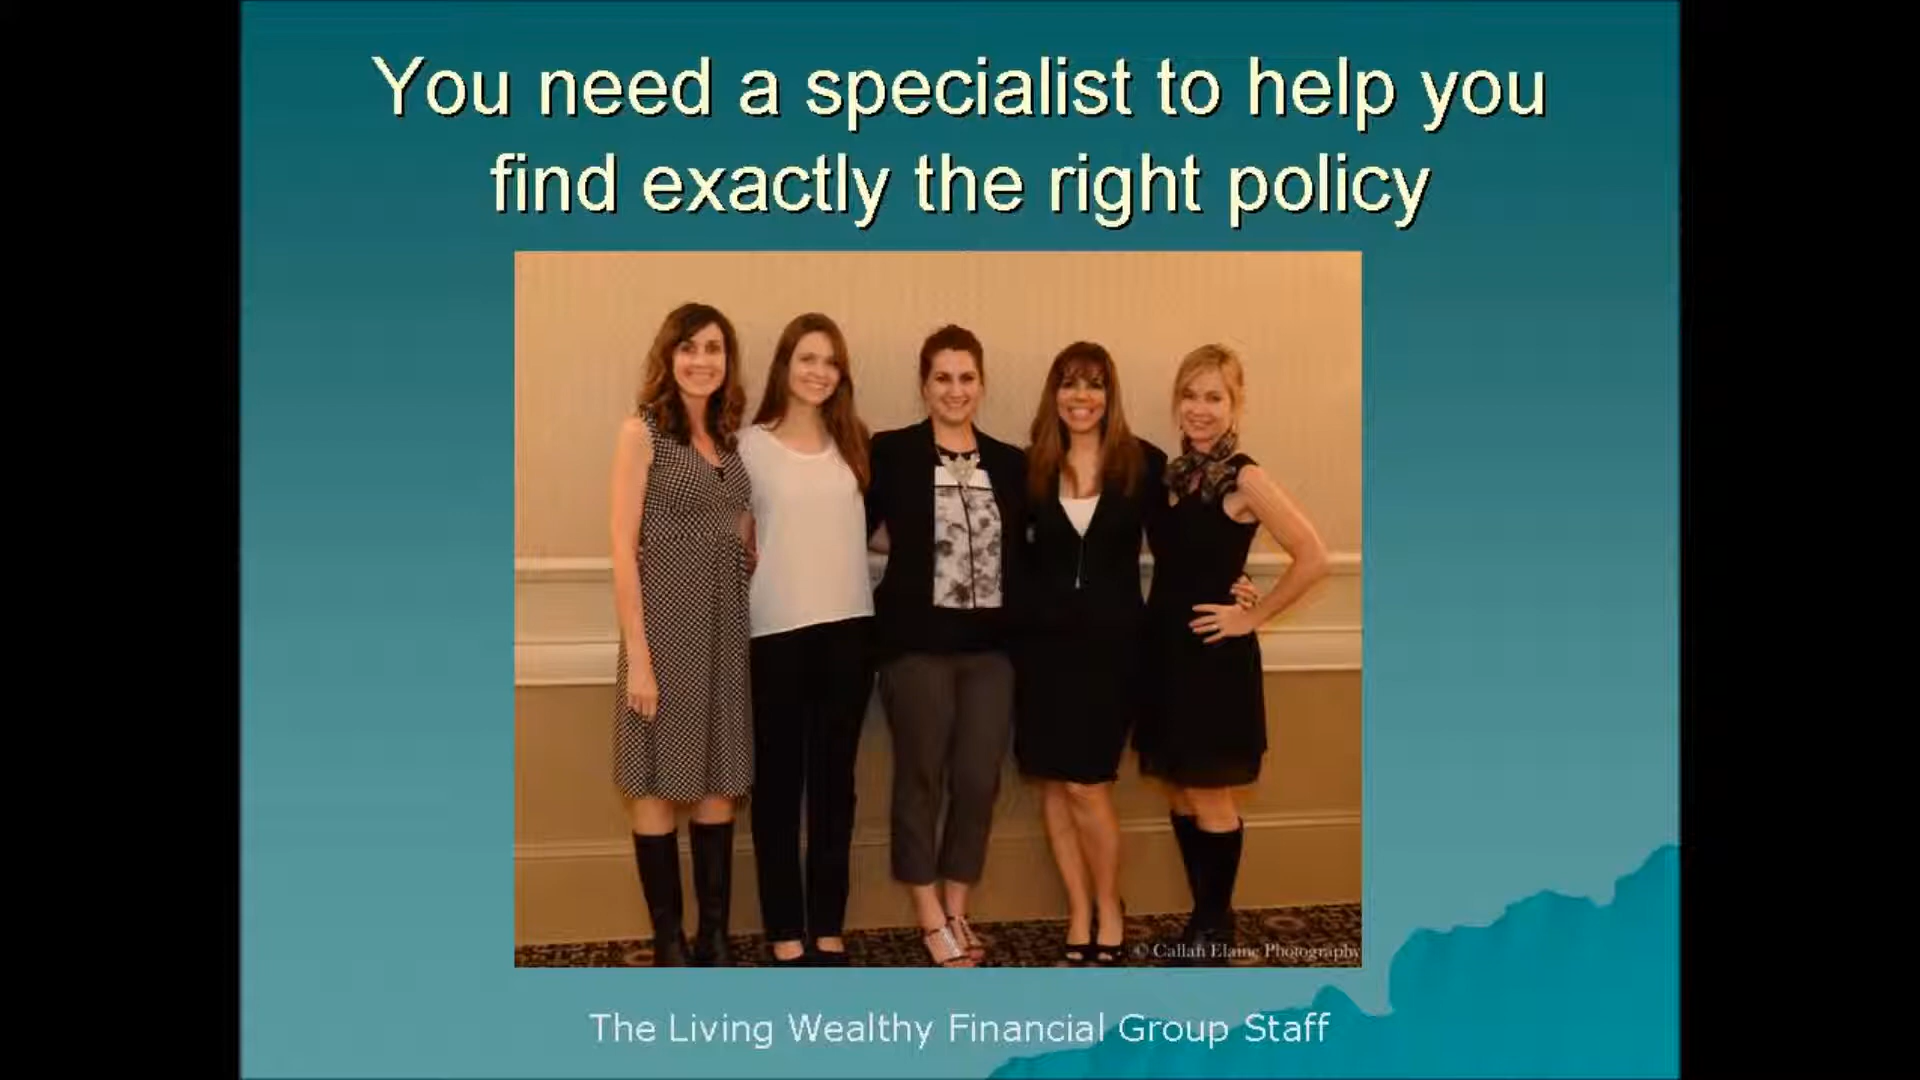 You need a specialist to help you
find exactly the right policy
© Callah Elaine Photography
The Living Wealthy Financial Group Staff